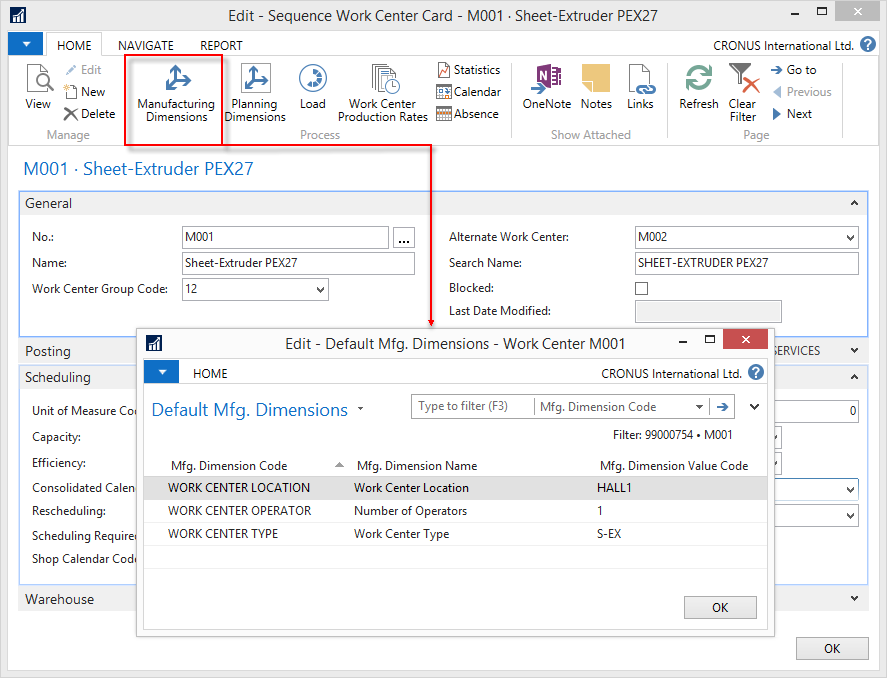 Edit - Sequence Work Center Card - M001 · Sheet-Extruder PEX27
HOME NAVIGATE REPORT CRONUS International Ltd. ?
View
Edit
New
Delete
Manage
Manufacturing
Dimensions
Planning
Dimensions
Load
Work Center
Production Rates
Statistics
Calendar
Absence
Process
OneNote
Notes
Links
Show Attached
Refresh
Clear
Filter
Go to
Previous
Next
Page
M001 · Sheet-Extruder PEX27
General
No.: M001 ...
Name: Sheet-Extruder PEX27
Work Center Group Code: 12
Alternate Work Center: M002
Search Name: SHEET-EXTRUDER PEX27
Blocked:
Last Date Modified:
Posting SERVICES
Scheduling
Unit of Measure Co 0
Capacity:
Efficiency:
Consolidated Calen
Rescheduling:
Scheduling Require
Shop Calendar Cod
Warehouse
OK
Edit - Default Mfg. Dimensions - Work Center M001
HOME CRONUS International Ltd. ?
Default Mfg. Dimensions
Type to filter (F3) Mfg. Dimension Code
Filter: 99000754 • M001
Mfg. Dimension Code Mfg. Dimension Name Mfg. Dimension Value Code
WORK CENTER LOCATION Work Center Location HALL1
WORK CENTER OPERATOR Number of Operators 1
WORK CENTER TYPE Work Center Type S-EX
OK